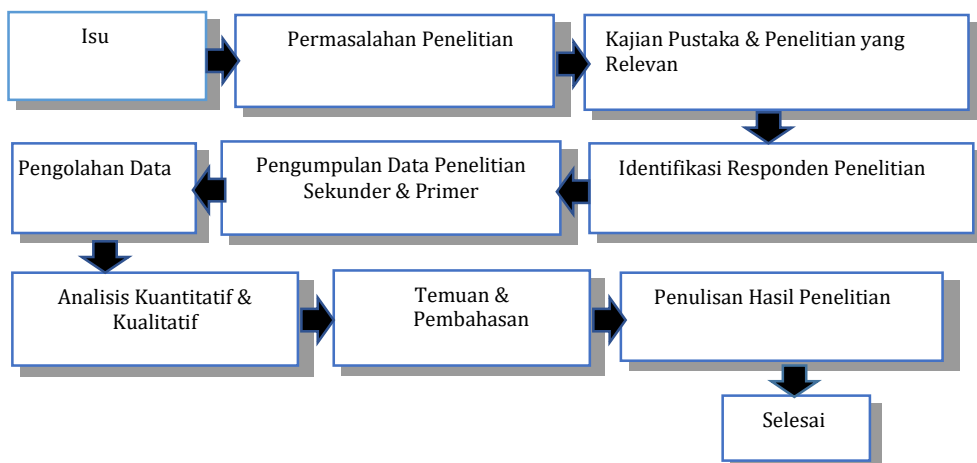 Isu
Permasalahan Penelitian
Kajian Pustaka & Penelitian yang
Relevan
Identifikasi Responden Penelitian
Pengumpulan Data Penelitian
Sekunder & Primer
Pengolahan Data
Analisis Kuantitatif &
Kualitatif
Temuan &
Pembahasan
Penulisan Hasil Penelitian
Selesai